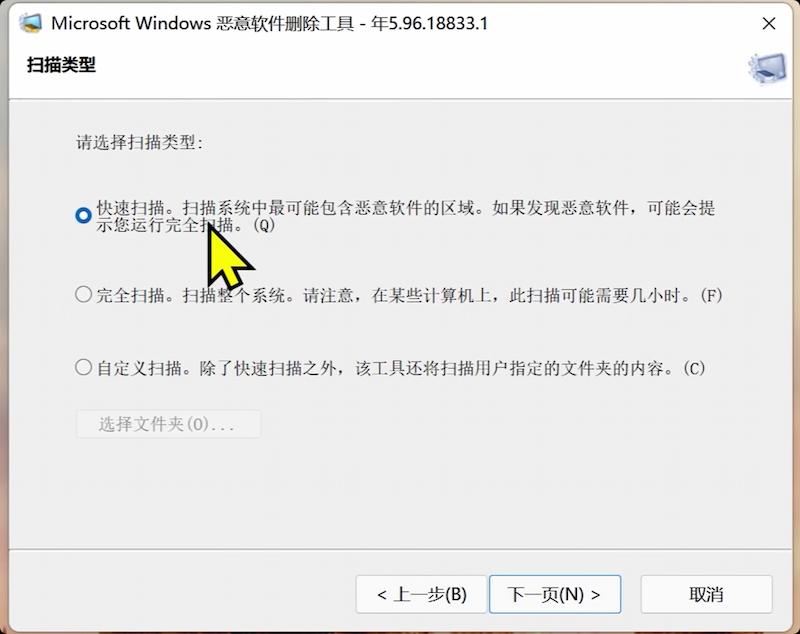 Microsoft Windows 恶意软件删除工具 - 年5.96.18833.1
扫描类型
请选择扫描类型:
快速扫描。扫描系统中最可能包含恶意软件的区域。如果发现恶意软件，可能会提
示您运行完全扫描。(Q)
完全扫描。扫描整个系统。请注意，在某些计算机上，此扫描可能需要几小时。(F)
自定义扫描。除了快速扫描之外，该工具还将扫描用户指定的文件夹的内容。(C)
选择文件夹(O)...
< 上一步(B)
下一页(N) >
取消